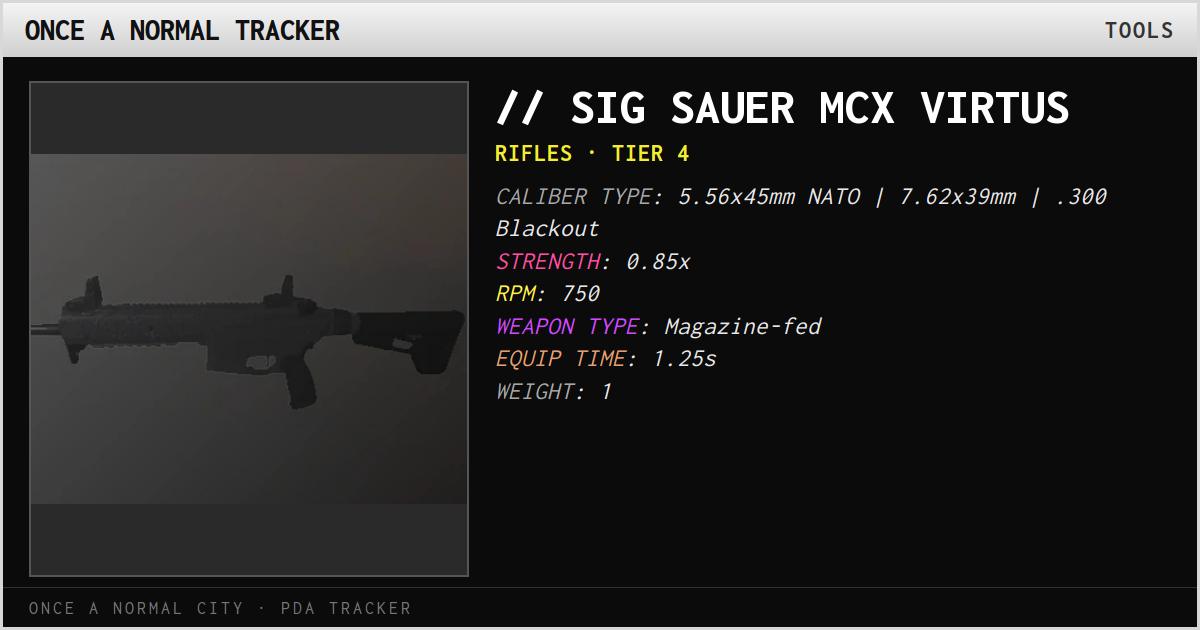 ONCE A NORMAL TRACKER
TOOLS
// SIG SAUER MCX VIRTUS
RIFLES · TIER 4
CALIBER TYPE: 5.56x45mm NATO | 7.62x39mm | .300
Blackout
STRENGTH: 0.85x
RPM: 750
WEAPON TYPE: Magazine-fed
EQUIP TIME: 1.25s
WEIGHT: 1
ONCE A NORMAL CITY · PDA TRACKER